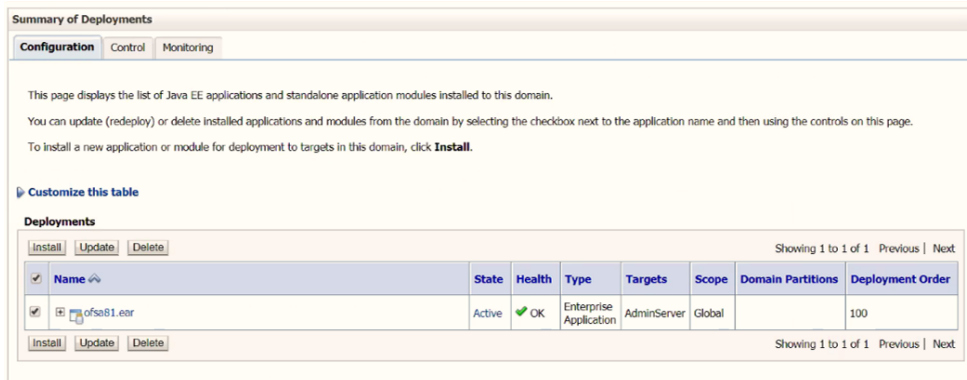 Summary of Deployments
Configuration Control Monitoring
This page displays the list of Java EE applications and standalone application modules installed to this domain.
You can update (redeploy) or delete installed applications and modules from the domain by selecting the checkbox next to the application name and then using the controls on this page.
To install a new application or module for deployment to targets in this domain, click Install.
Customize this table
Deployments
Install Update Delete Showing 1 to 1 of 1 Previous | Next
Name State Health Type Targets Scope Domain Partitions Deployment Order
ofsa81.ear Active OK Enterprise Application AdminServer Global 100
Install Update Delete Showing 1 to 1 of 1 Previous | Next